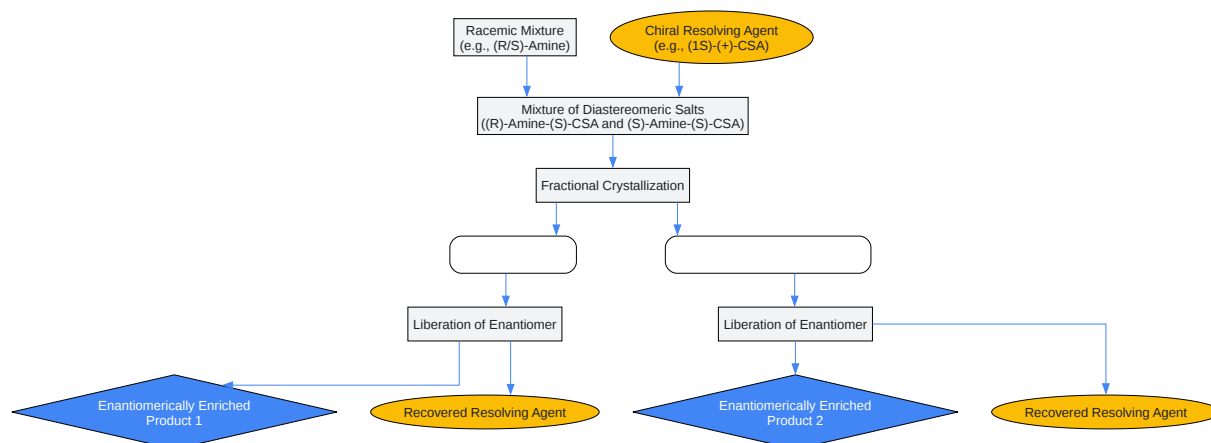 Racemic Mixture
(e.g., (R/S)-Amine)
Chiral Resolving Agent
(e.g., (1S)-(+)-CSA)
Mixture of Diastereomeric Salts
((R)-Amine-(S)-CSA and (S)-Amine-(S)-CSA)
Fractional Crystallization
Liberation of Enantiomer
Liberation of Enantiomer
Enantiomerically Enriched
Product 1
Recovered Resolving Agent
Enantiomerically Enriched
Product 2
Recovered Resolving Agent